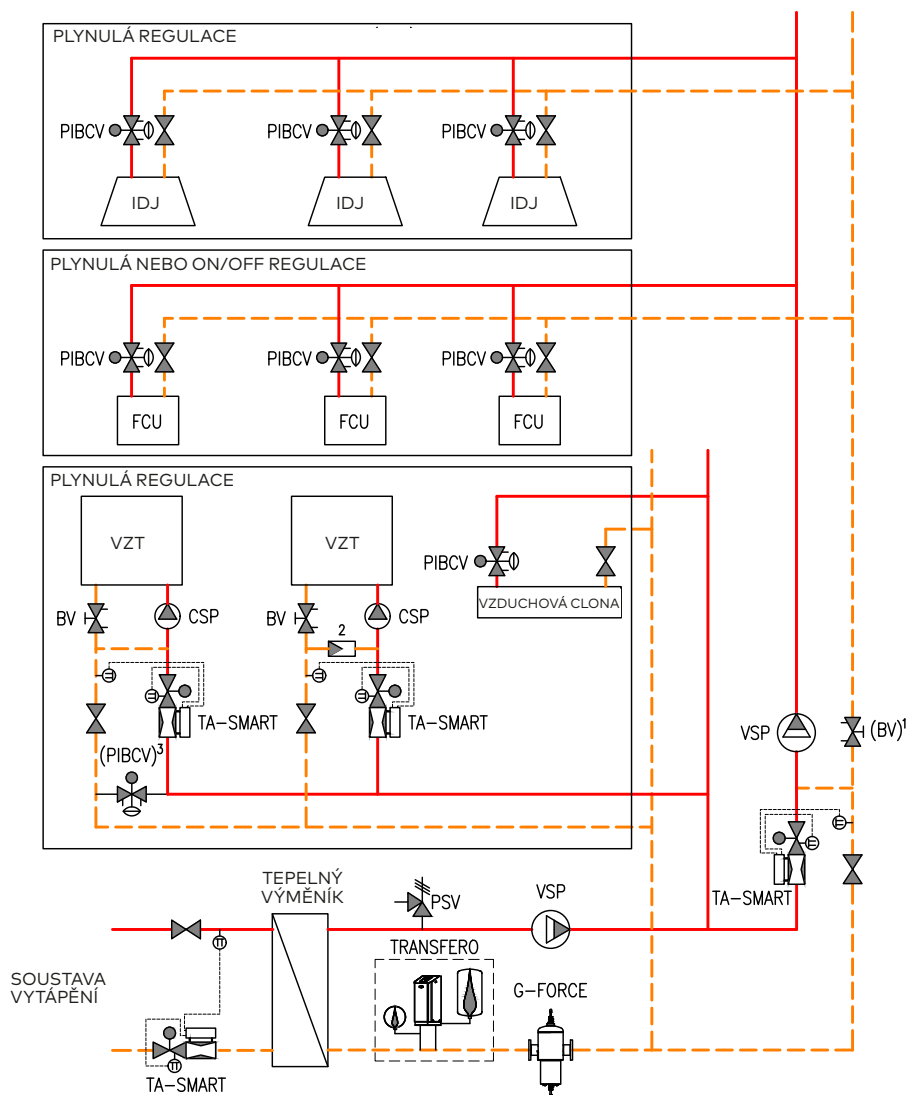 PLYNULÁ REGULACE
PIBCV PIBCV PIBCV
IDJ IDJ IDJ
PLYNULÁ NEBO ON/OFF REGULACE
PIBCV PIBCV PIBCV
FCU FCU FCU
PLYNULÁ REGULACE
VZT VZT
PIBCV
VZDUCHOVÁ CLONA
BV CSP BV CSP
2
TA-SMART TA-SMART
(PIBCV)³
VSP (BV)¹
TA-SMART
TEPELNÝ
VÝMĚNÍK
PSV
VSP
TRANSFERO
SOUSTAVA
VYTÁPĚNÍ
G-FORCE
TA-SMART